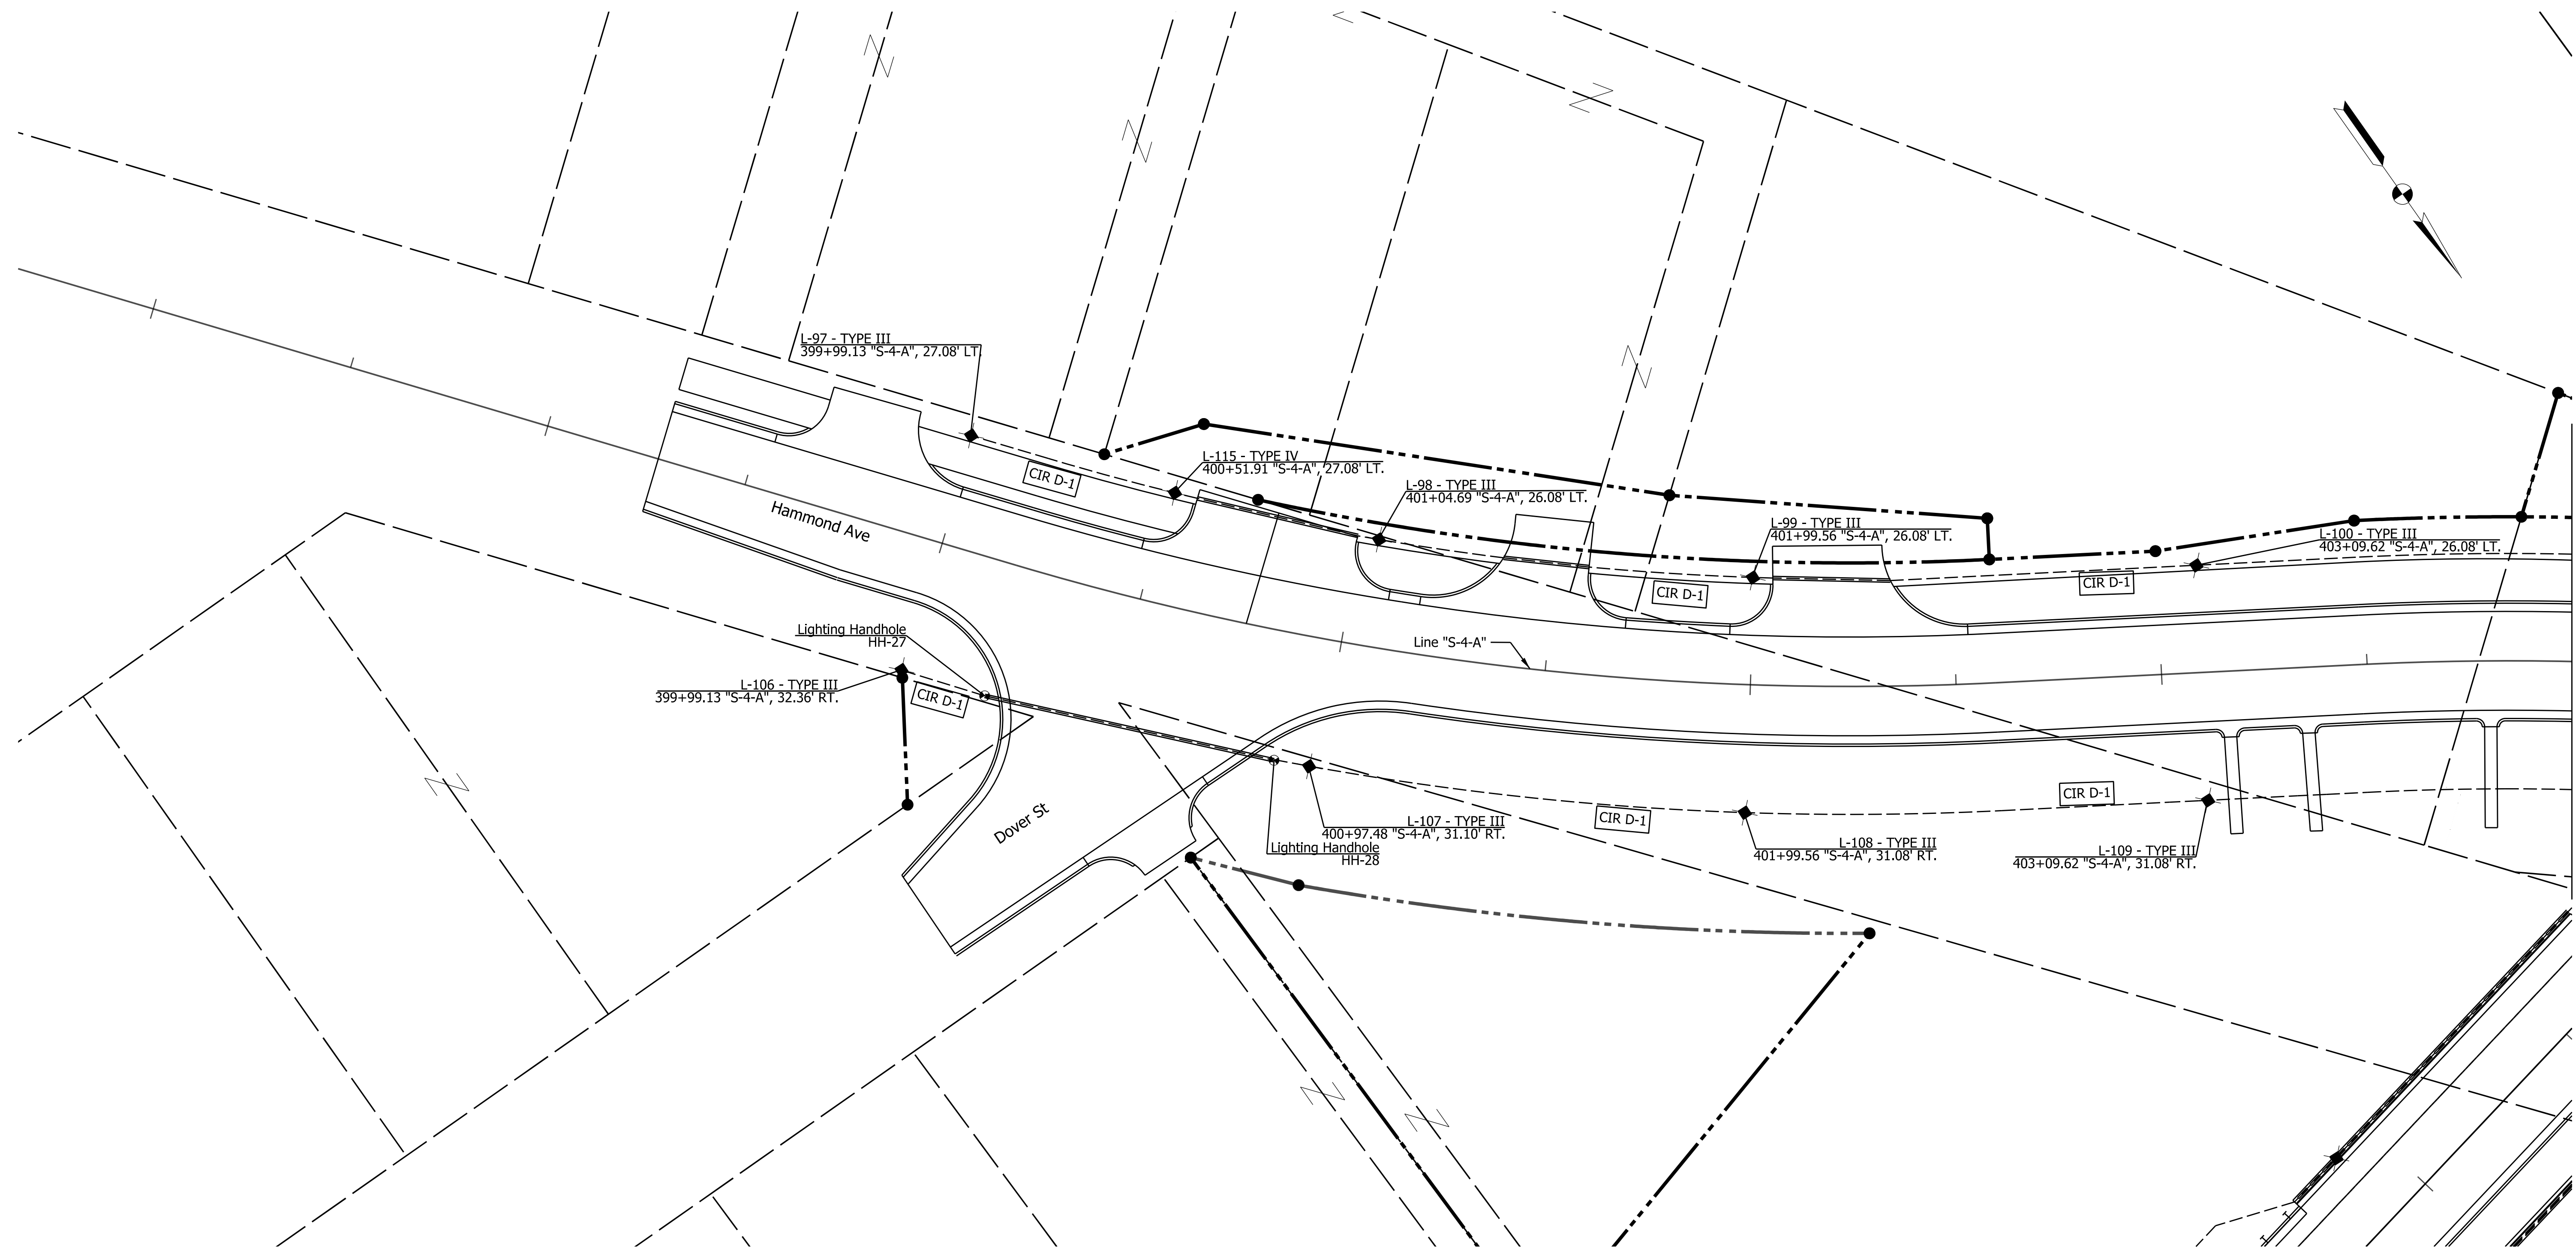 L-97 - TYPE III
399+99.13 "S-4-A", 27.08' LT.
L-115 - TYPE IV
400+51.91 "S-4-A", 27.08' LT.
L-98 - TYPE III
401+04.69 "S-4-A", 26.08' LT.
L-99 - TYPE III
401+99.56 "S-4-A", 26.08' LT.
L-100 - TYPE III
403+09.62 "S-4-A", 26.08' LT.
CIR D-1
CIR D-1
CIR D-1
Hammond Ave
Line "S-4-A"
Lighting Handhole
HH-27
L-106 - TYPE III
399+99.13 "S-4-A", 32.36' RT.
CIR D-1
Dover St
L-107 - TYPE III
400+97.48 "S-4-A", 31.10' RT.
Lighting Handhole
HH-28
CIR D-1
CIR D-1
L-108 - TYPE III
401+99.56 "S-4-A", 31.08' RT.
L-109 - TYPE III
403+09.62 "S-4-A", 31.08' RT.